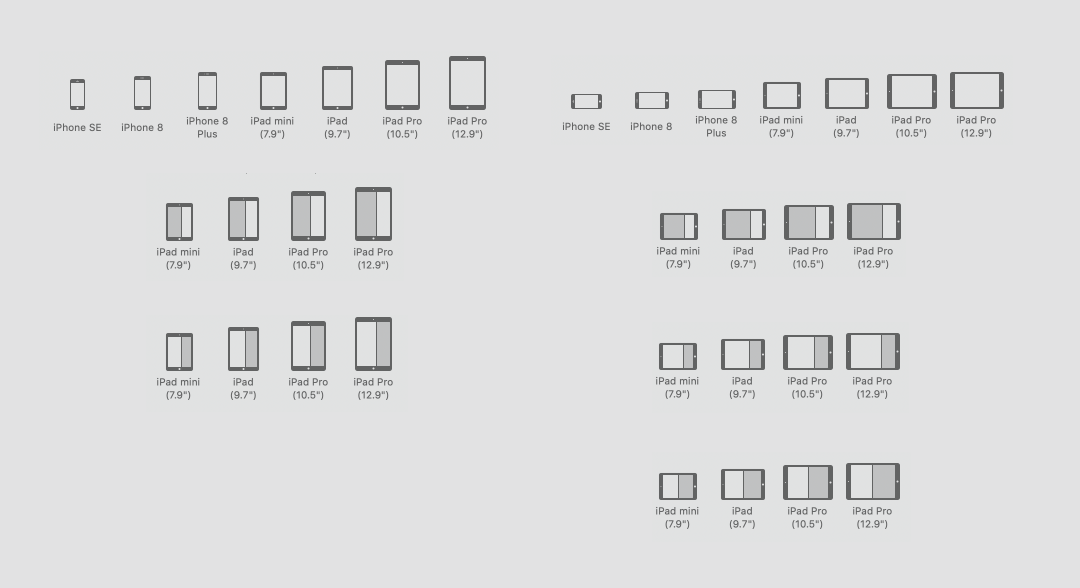 iPhone SE
iPhone 8
iPhone 8
Plus
iPad mini
(7.9")
iPad
(9.7")
iPad Pro
(10.5")
iPad Pro
(12.9")
iPhone SE
iPhone 8
iPhone 8
Plus
iPad mini
(7.9")
iPad
(9.7")
iPad Pro
(10.5")
iPad Pro
(12.9")
iPad mini
(7.9")
iPad
(9.7")
iPad Pro
(10.5")
iPad Pro
(12.9")
iPad mini
(7.9")
iPad
(9.7")
iPad Pro
(10.5")
iPad Pro
(12.9")
iPad mini
(7.9")
iPad
(9.7")
iPad Pro
(10.5")
iPad Pro
(12.9")
iPad mini
(7.9")
iPad
(9.7")
iPad Pro
(10.5")
iPad Pro
(12.9")
iPad mini
(7.9")
iPad
(9.7")
iPad Pro
(10.5")
iPad Pro
(12.9")